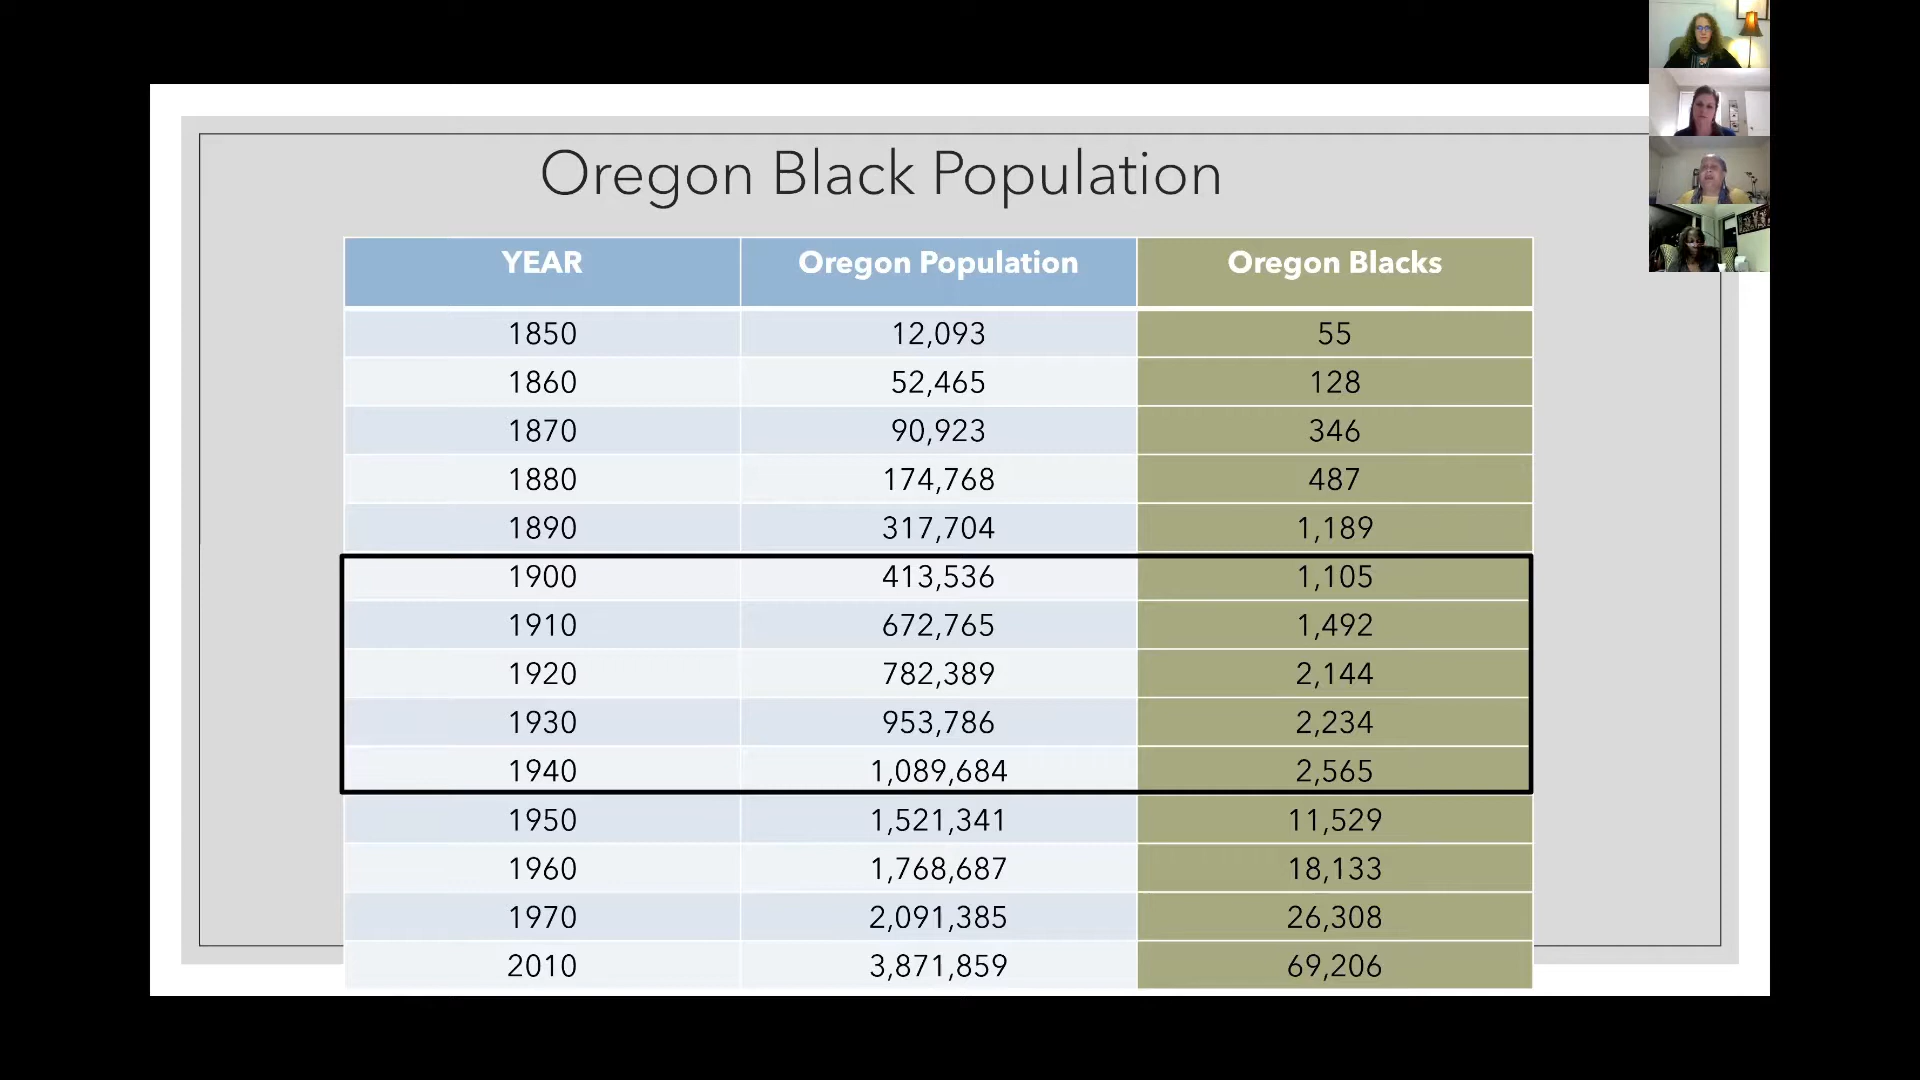 Oregon Black Population
YEAR Oregon Population Oregon Blacks
1850 12,093 55
1860 52,465 128
1870 90,923 346
1880 174,768 487
1890 317,704 1,189
1900 413,536 1,105
1910 672,765 1,492
1920 782,389 2,144
1930 953,786 2,234
1940 1,089,684 2,565
1950 1,521,341 11,529
1960 1,768,687 18,133
1970 2,091,385 26,308
2010 3,871,859 69,206